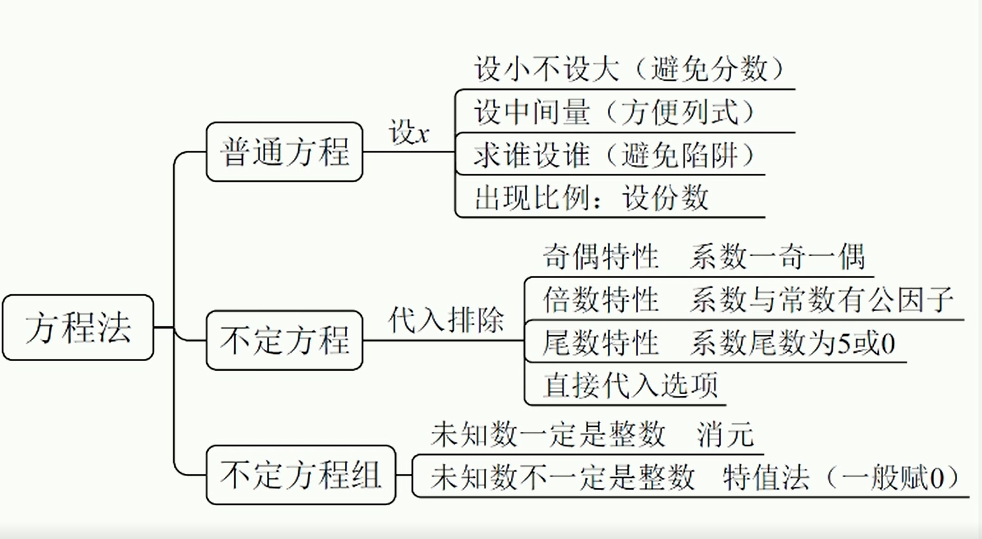 方程法
普通方程
设x
设小不设大（避免分数）
设中间量（方便列式）
求谁设谁（避免陷阱）
出现比例：设份数
不定方程
代入排除
奇偶特性 系数一奇一偶
倍数特性 系数与常数有公因子
尾数特性 系数尾数为5或0
直接代入选项
不定方程组
未知数一定是整数 消元
未知数不一定是整数 特值法（一般赋0）